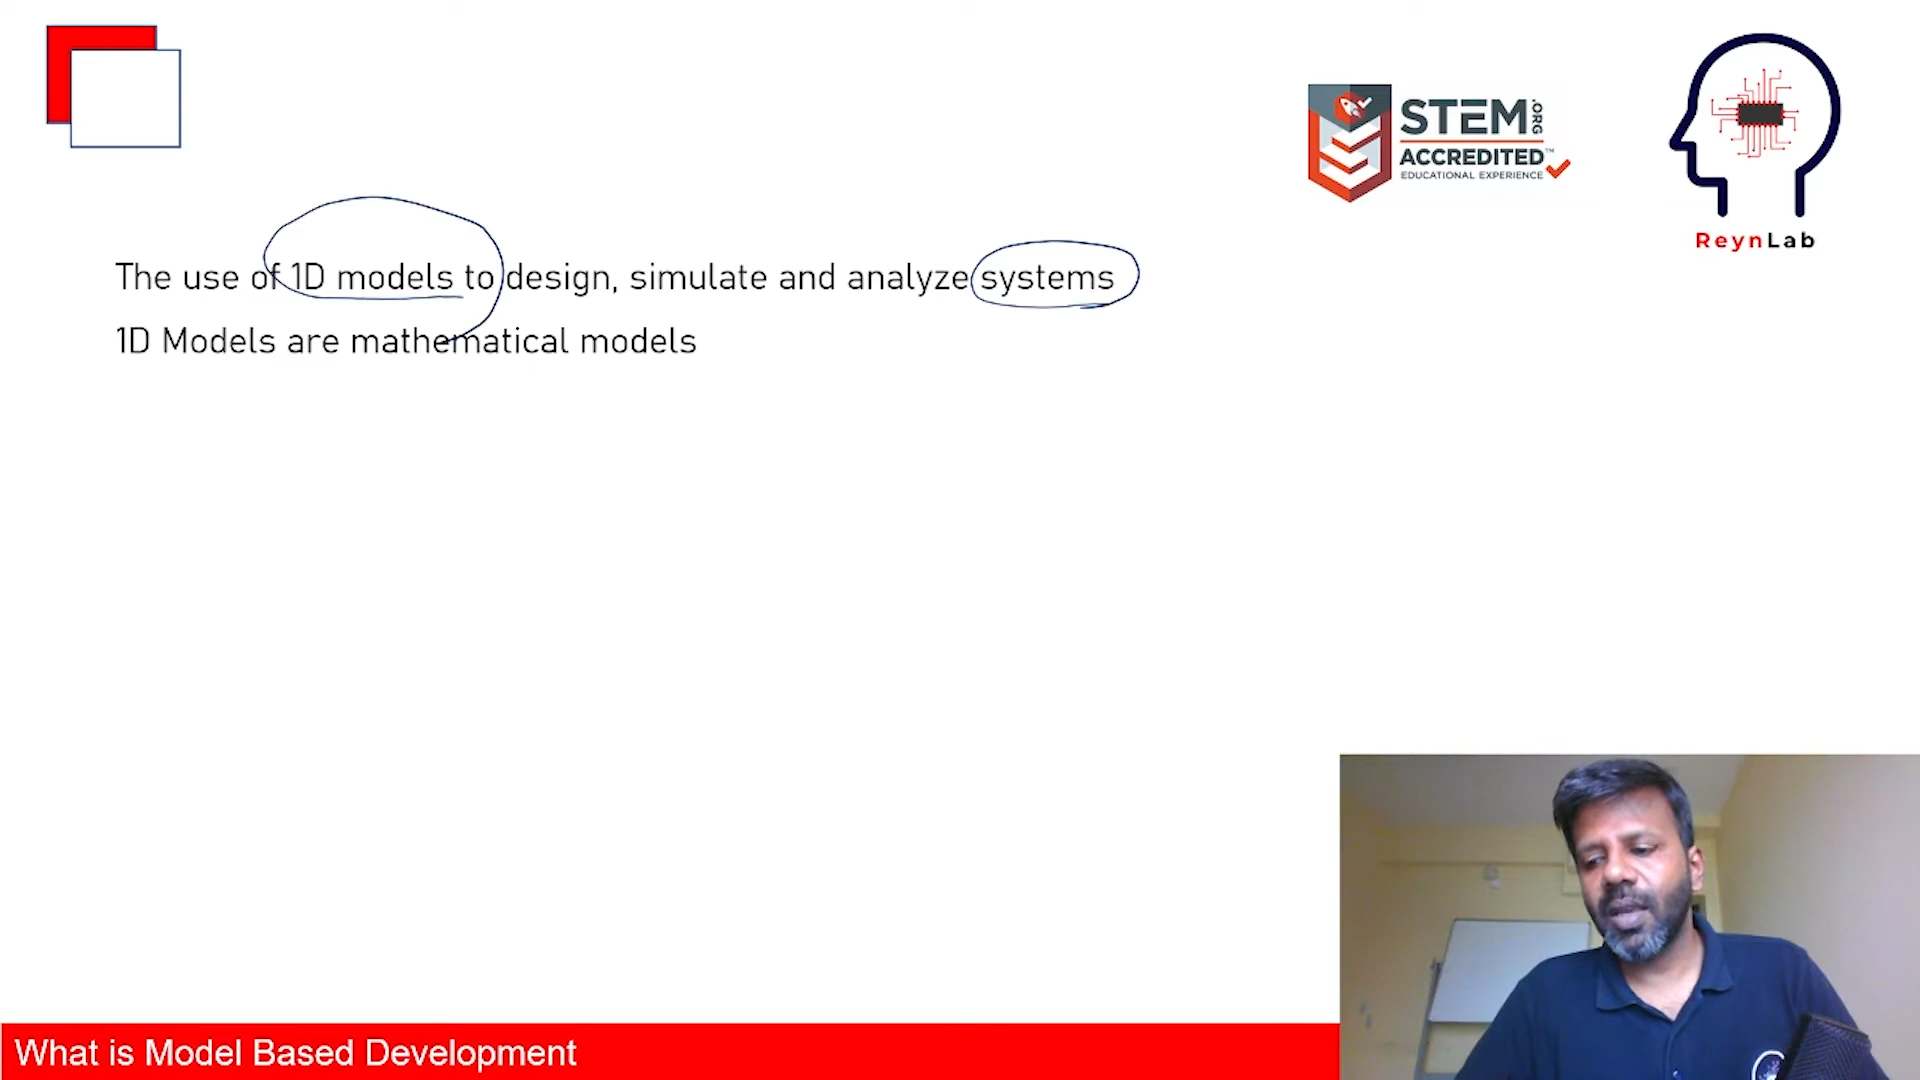 STEM.ORG
ACCREDITED™
EDUCATIONAL EXPERIENCE
ReynLab
The use of 1D models to design, simulate and analyze systems
1D Models are mathematical models
What is Model Based Development